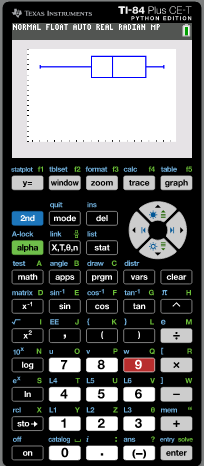 TEXAS INSTRUMENTS TI-84 Plus CE-T
PYTHON EDITION
NORMAL FLOAT AUTO REAL RADIAN MP
statplot f1 tblset f2 format f3 calc f4 table f5
y= window zoom trace graph
quit ins
2nd mode del
A-lock link list
alpha X,T,θ,n stat
test A angle B draw C distr
math apps prgm vars clear
matrix D sin⁻¹ E cos⁻¹ F tan⁻¹ G π H
x⁻¹ sin cos tan ^
√ I EE J { K } L e M
x² , ( ) ÷
10ˣ N u O v P w Q [ R
log 7 8 9 ×
eˣ S L4 T L5 U L6 V ] W
ln 4 5 6 −
rcl X L1 Y L2 Z L3 θ mem "
sto→ 1 2 3 +
off catalog i : ans ? entry solve
on 0 . (−) enter